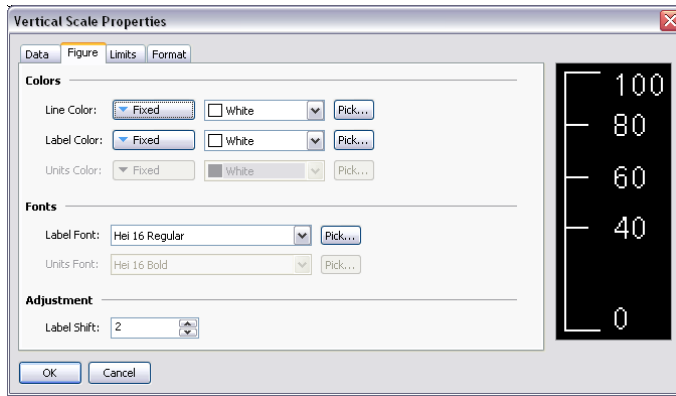 Vertical Scale Properties
Data Figure Limits Format
Colors
Line Color: Fixed White Pick...
Label Color: Fixed White Pick...
Units Color: Fixed White Pick...
Fonts
Label Font: Hei 16 Regular Pick...
Units Font: Hei 16 Bold Pick...
Adjustment
Label Shift: 2
OK Cancel
100
80
60
40
0